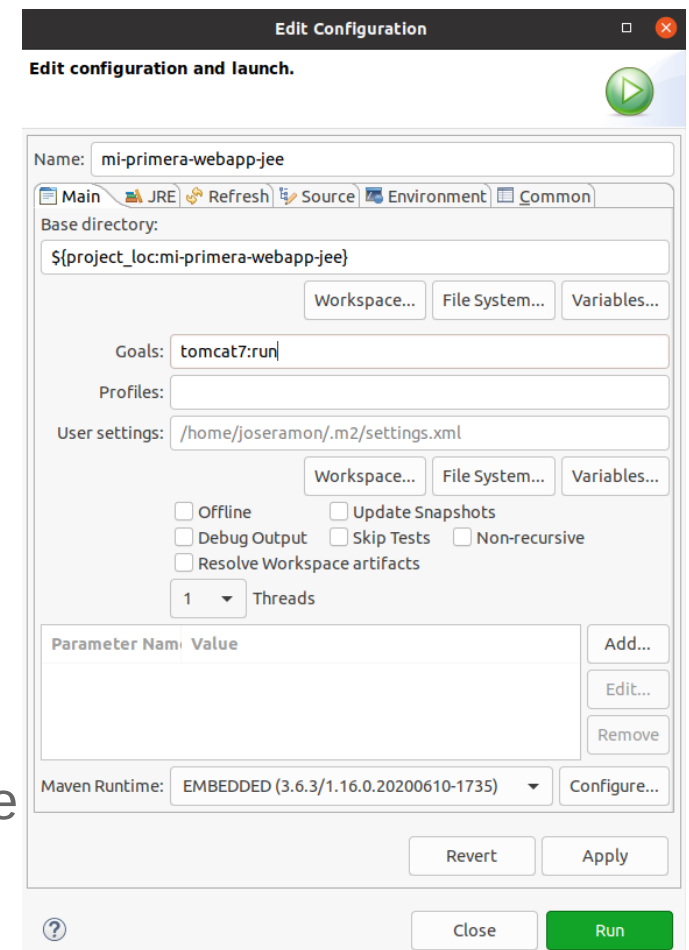 Edit Configuration
Edit configuration and launch.
Name: mi-primera-webapp-jee
Main JRE Refresh Source Environment Common
Base directory:
${project_loc:mi-primera-webapp-jee}
Workspace... File System... Variables...
Goals: tomcat7:run
Profiles:
User settings: /home/joseramon/.m2/settings.xml
Workspace... File System... Variables...
Offline Update Snapshots
Debug Output Skip Tests Non-recursive
Resolve Workspace artifacts
1 Threads
Parameter Nam Value
Add...
Edit...
Remove
e
Maven Runtime: EMBEDDED (3.6.3/1.16.0.20200610-1735) Configure...
Revert Apply
? Close Run